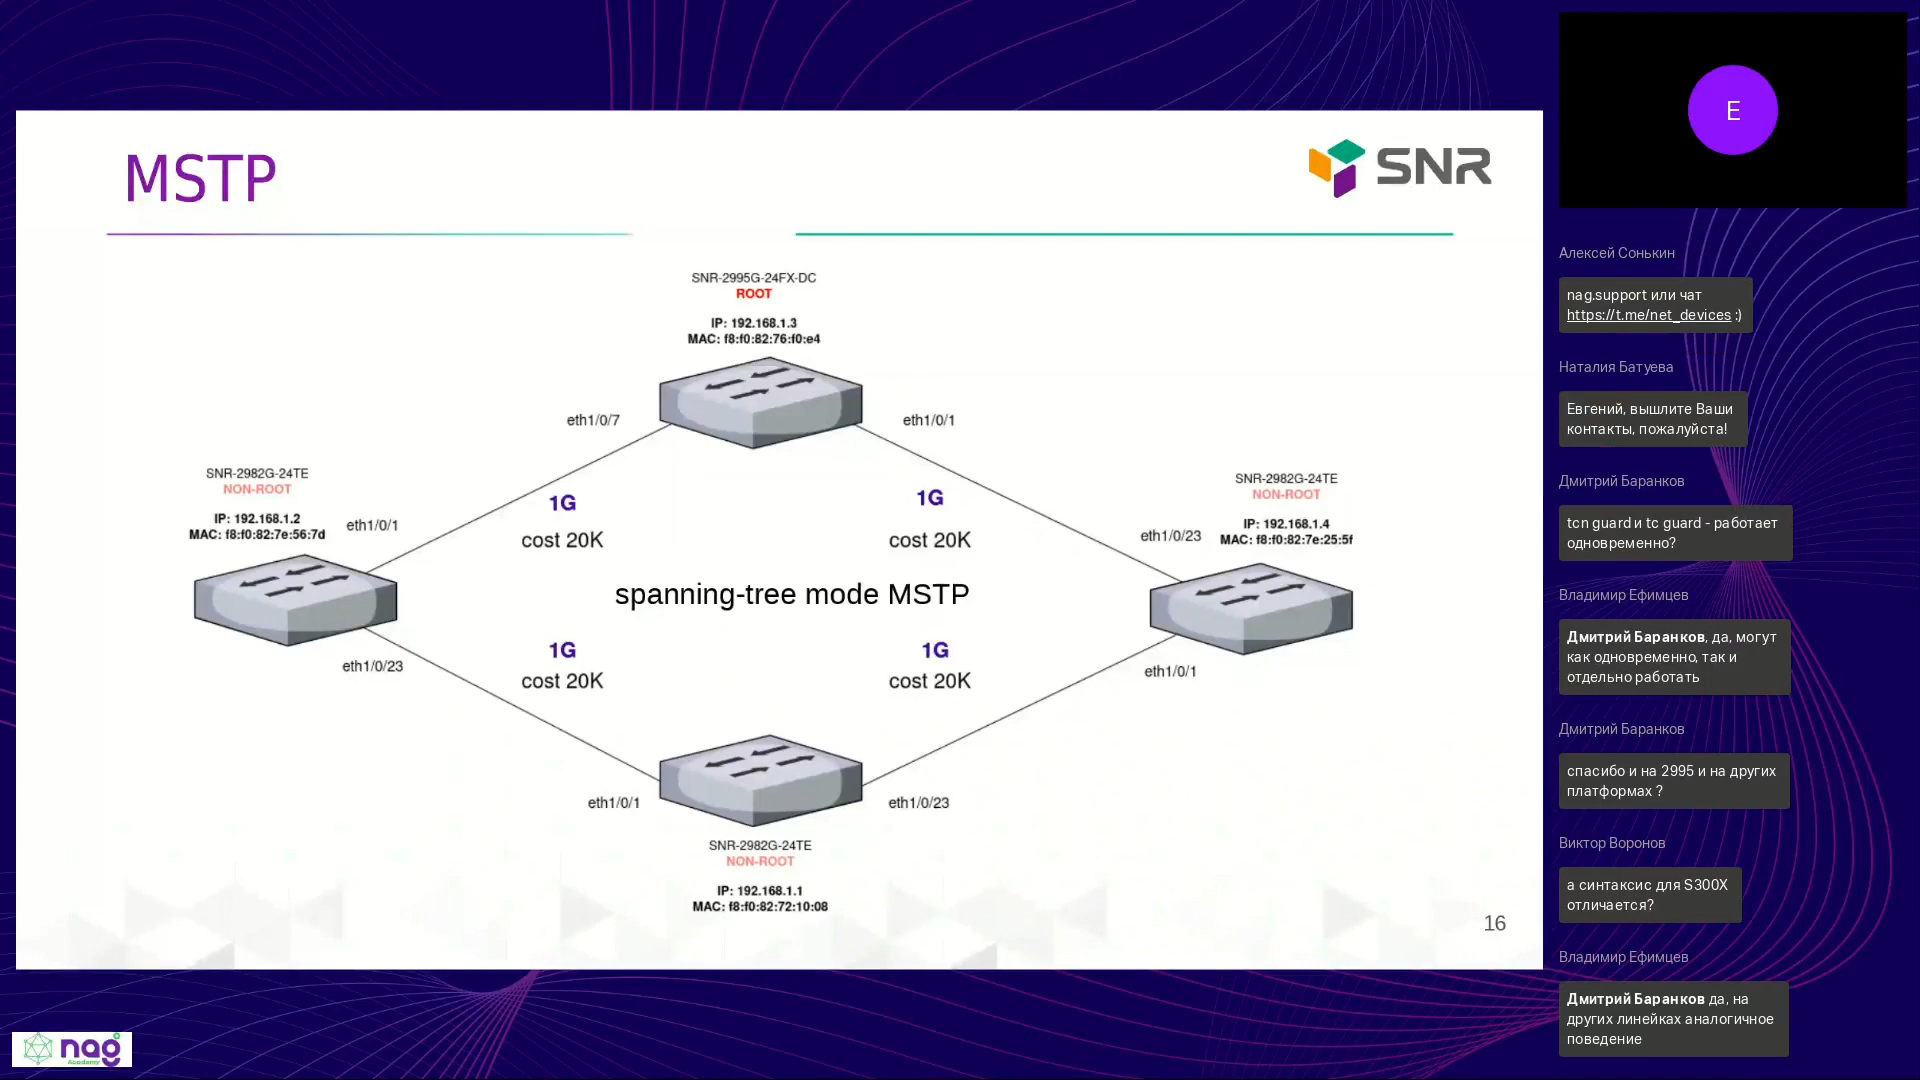 MSTP
SNR
SNR-2995G-24FX-DC
ROOT
IP: 192.168.1.3
MAC: f8:f0:82:76:f0:e4
eth1/0/7
eth1/0/1
SNR-2982G-24TE
NON-ROOT
IP: 192.168.1.2
MAC: f8:f0:82:7e:56:7d
eth1/0/1
1G
cost 20K
1G
cost 20K
SNR-2982G-24TE
NON-ROOT
IP: 192.168.1.4
MAC: f8:f0:82:7e:25:5f
eth1/0/23
spanning-tree mode MSTP
eth1/0/23
1G
cost 20K
1G
cost 20K
eth1/0/1
eth1/0/1
eth1/0/23
SNR-2982G-24TE
NON-ROOT
IP: 192.168.1.1
MAC: f8:f0:82:72:10:08
16
nag
Academy
E
Алексей Сонькин
nag.support или чат
https://t.me/net_devices :)
Наталия Батуева
Евгений, вышлите Ваши
контакты, пожалуйста!
Дмитрий Баранков
tcn guard и tc guard - работает
одновременно?
Владимир Ефимцев
Дмитрий Баранков, да, могут
как одновременно, так и
отдельно работать
Дмитрий Баранков
спасибо и на 2995 и на других
платформах ?
Виктор Воронов
а синтаксис для S300X
отличается?
Владимир Ефимцев
Дмитрий Баранков да, на
других линейках аналогичное
поведение